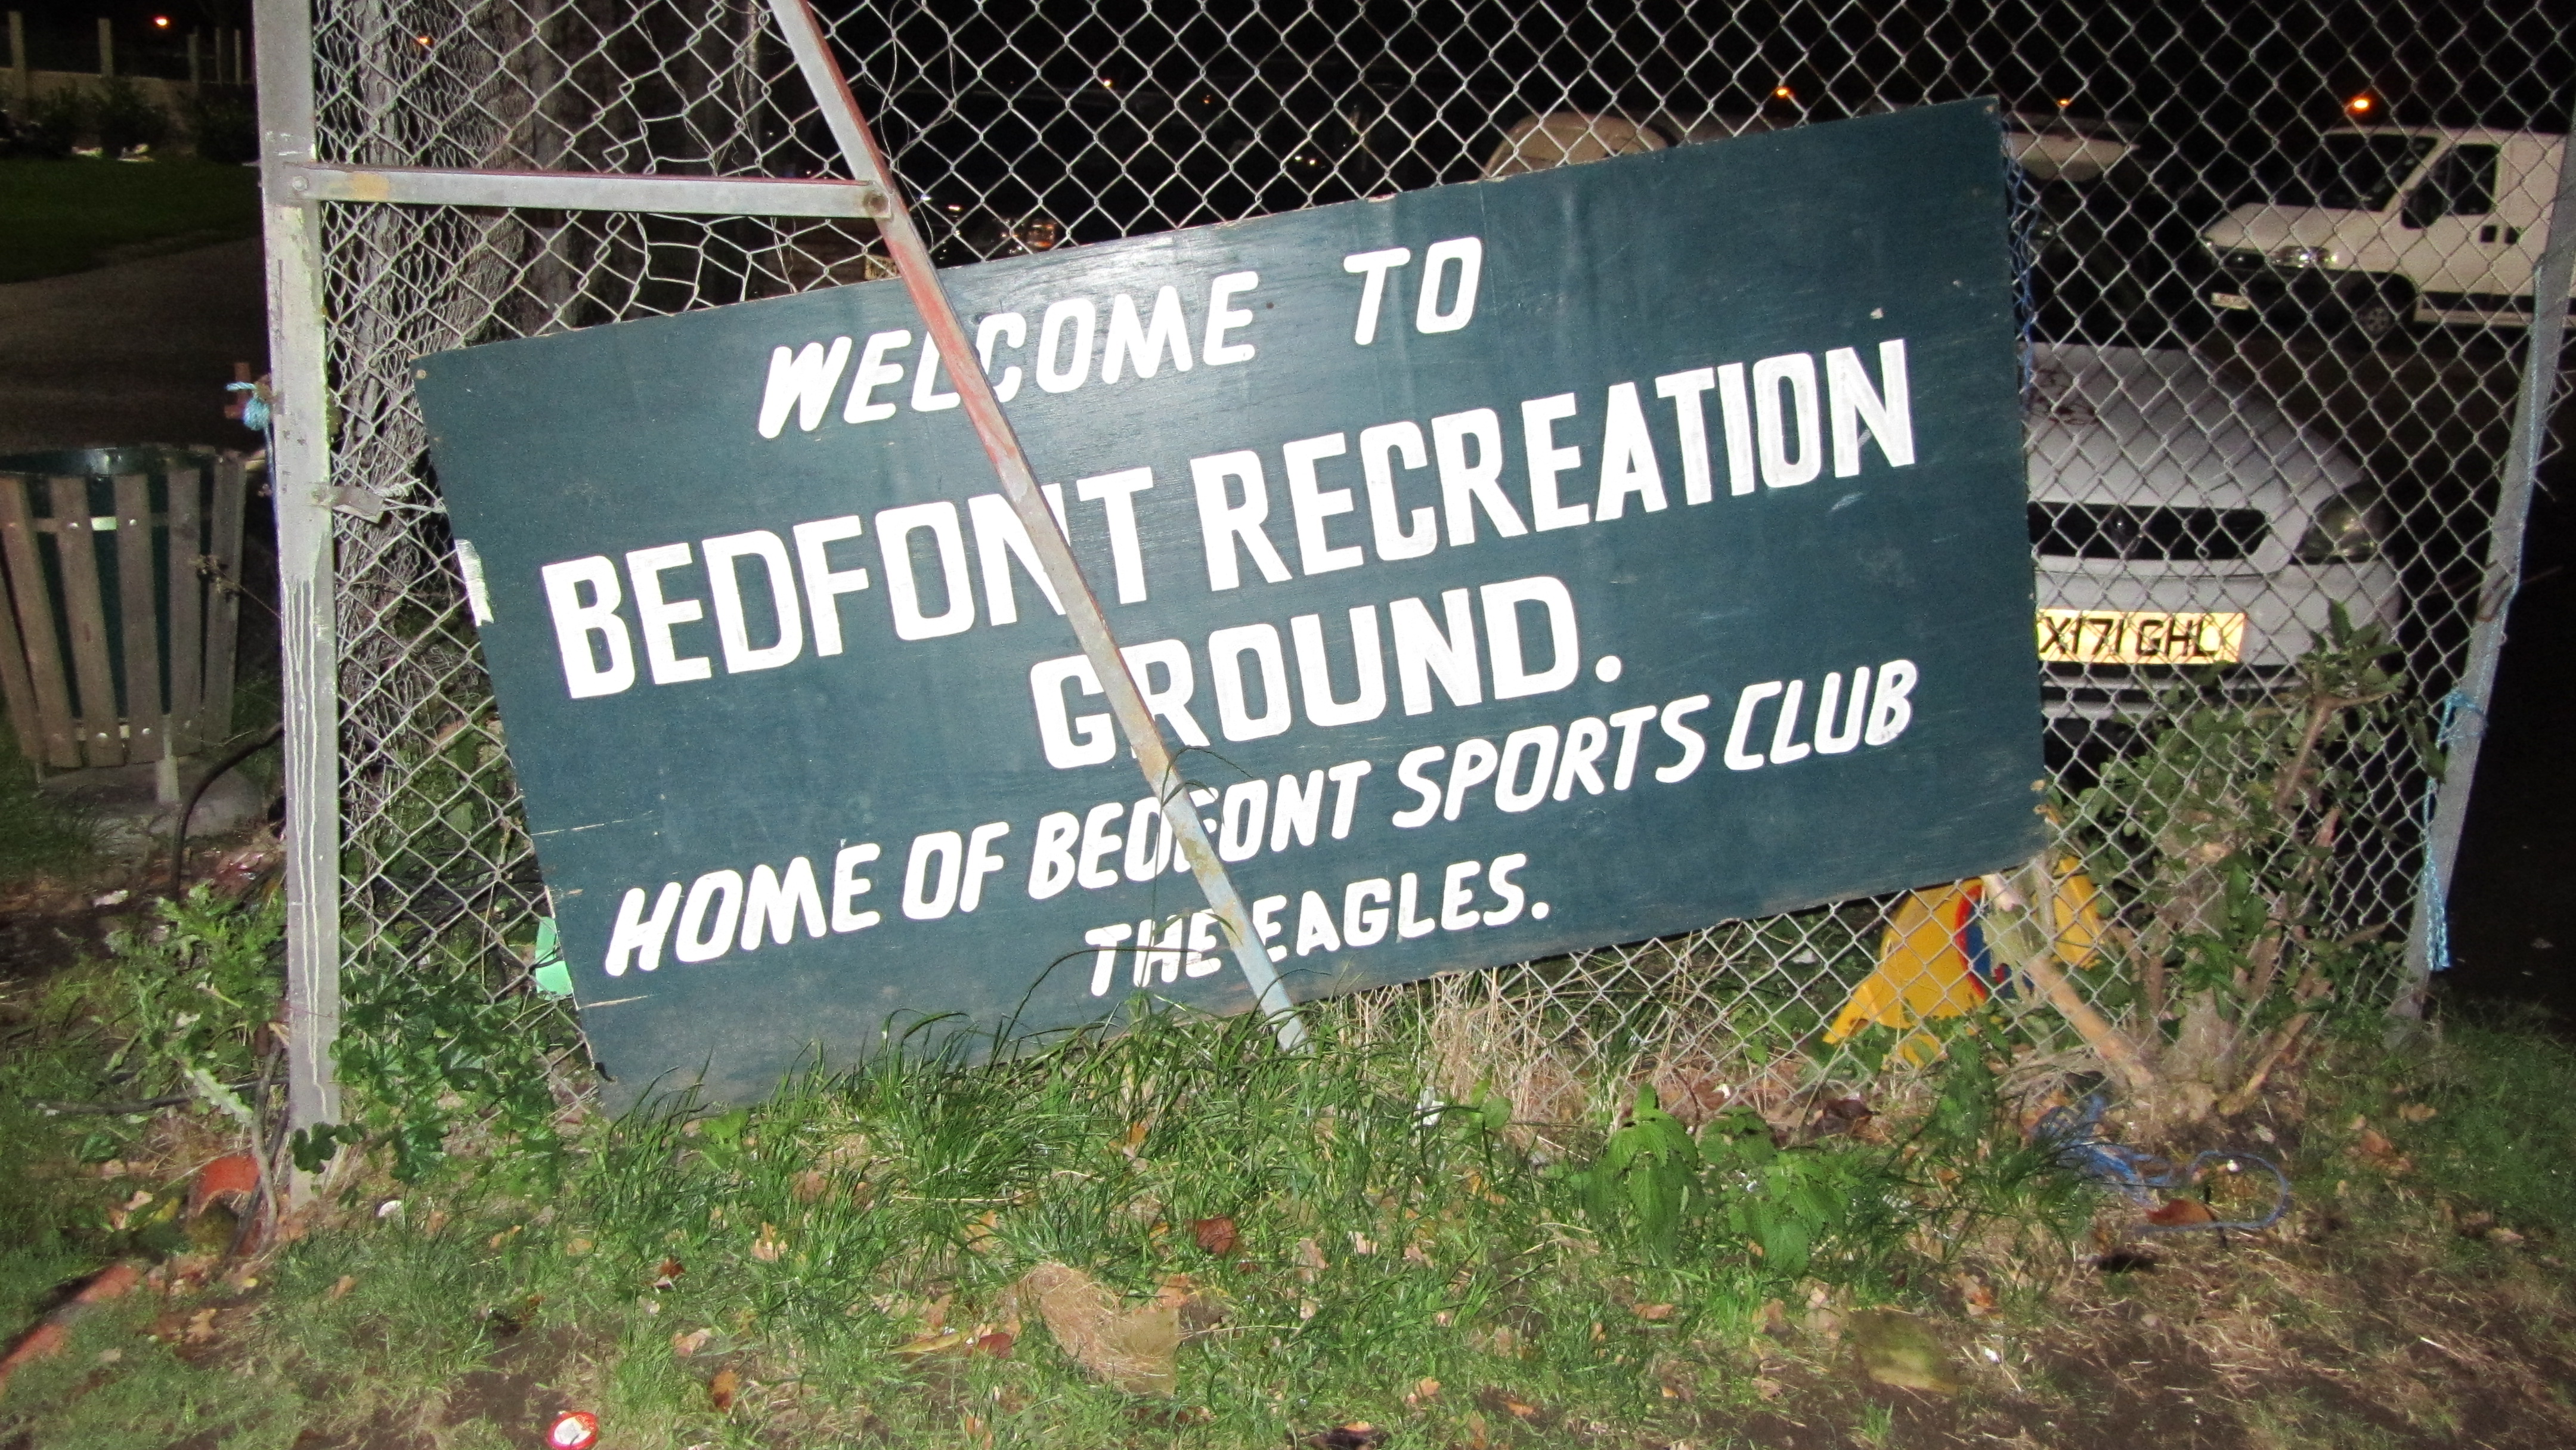 WELCOME TO
BEDFONT RECREATION
GROUND.
HOME OF BEDFONT SPORTS CLUB
THE EAGLES.
X171 GHL